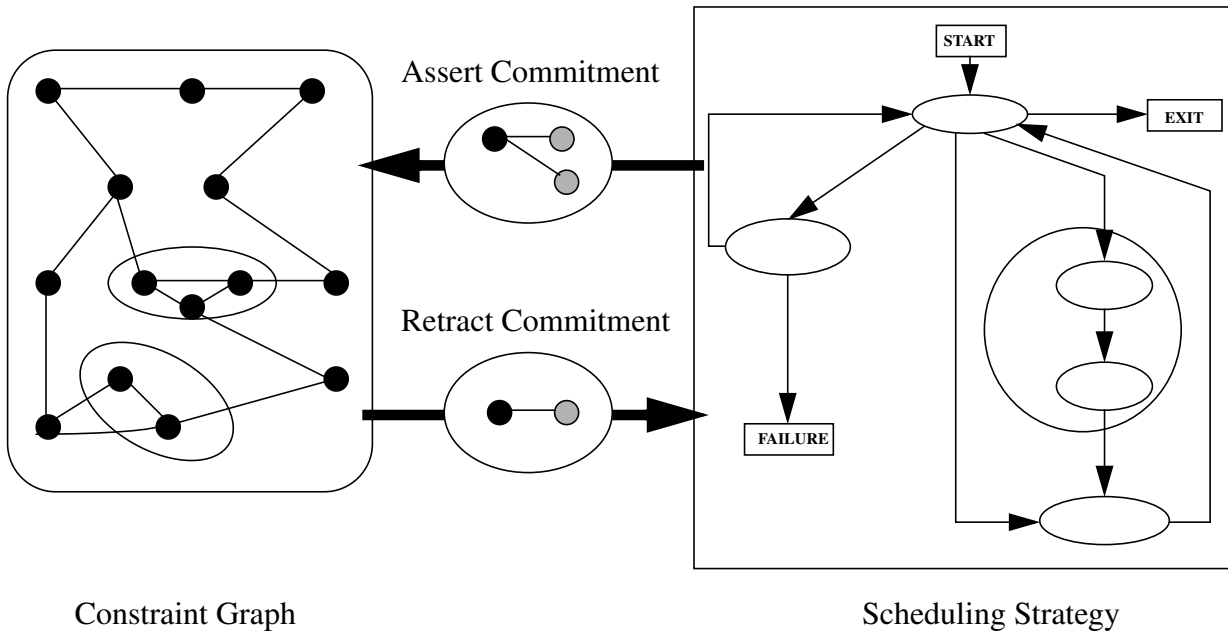 START
Assert Commitment
EXIT
Retract Commitment
FAILURE
Constraint Graph
Scheduling Strategy